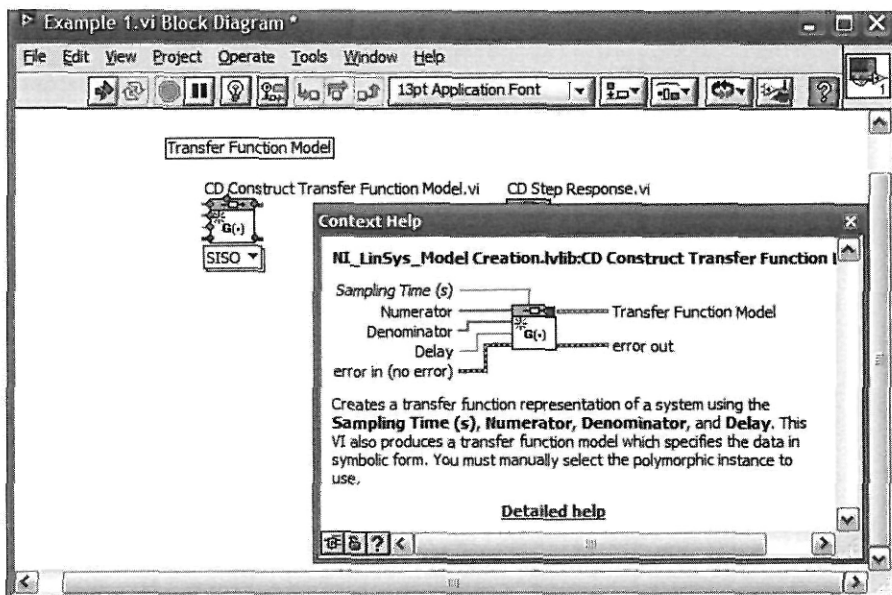 Example 1.vi Block Diagram *
File Edit View Project Operate Tools Window Help
13pt Application Font
1
Transfer Function Model
CD Construct Transfer Function Model.vi CD Step Response.vi
G(·)
SISO
Context Help
NI_LinSys_Model Creation.lvlib:CD Construct Transfer Function
Sampling Time (s)
Numerator
Denominator
Delay
error in (no error)
G(·)
Transfer Function Model
error out
Creates a transfer function representation of a system using the
Sampling Time (s), Numerator, Denominator, and Delay. This
VI also produces a transfer function model which specifies the data in
symbolic form. You must manually select the polymorphic instance to
use.
Detailed help